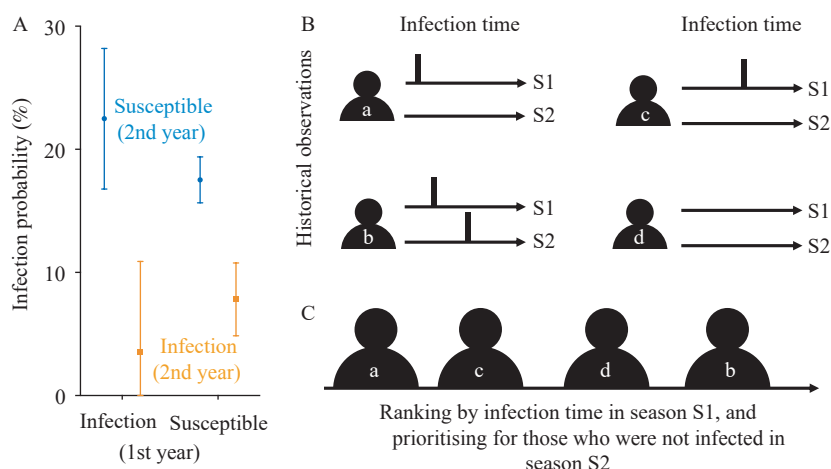 A
Infection probability (%)
30
20
10
0
Susceptible
(2nd year)
Infection
(2nd year)
Infection
Susceptible
(1st year)
B
Infection time
Infection time
Historical observations
a
S1
S2
c
S1
S2
b
S1
S2
d
S1
S2
C
a
c
d
b
Ranking by infection time in season S1, and
prioritising for those who were not infected in
season S2